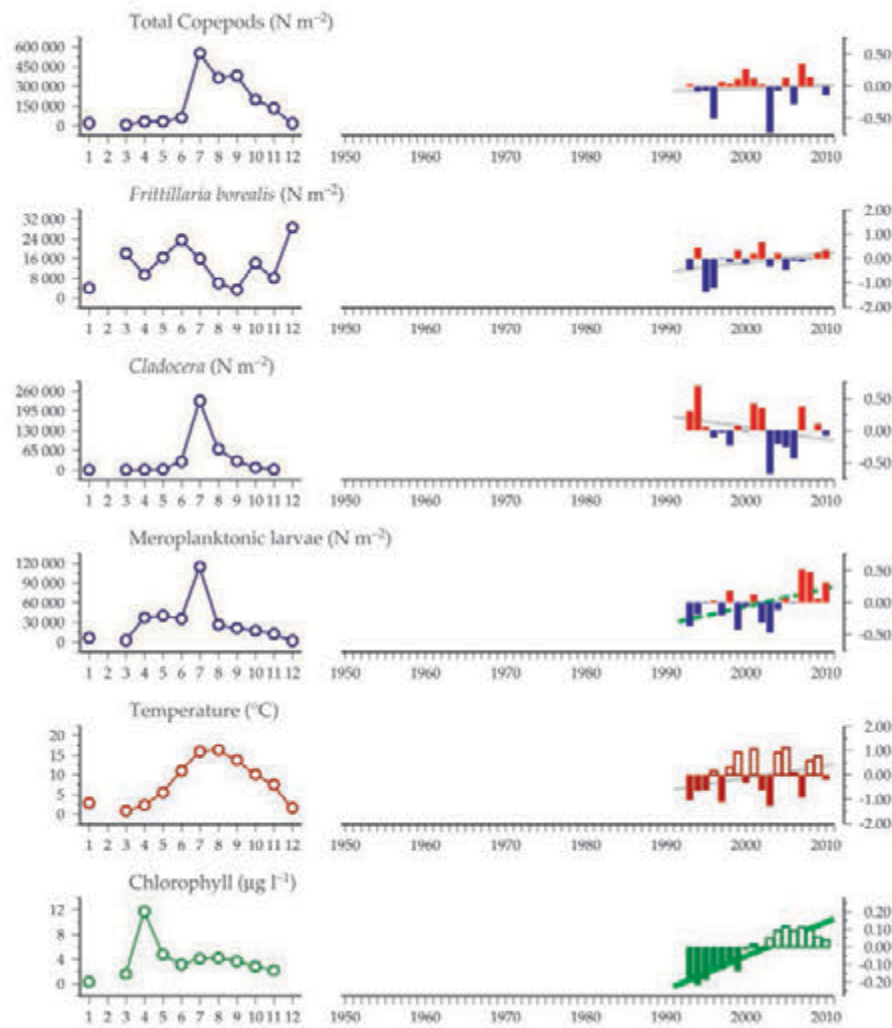 Total Copepods (N m⁻²)
600 000
450 000
300 000
150 000
0
0.50
0.00
-0.50
1 2 3 4 5 6 7 8 9 10 11 12
1950 1960 1970 1980 1990 2000 2010
Frittillaria borealis (N m⁻²)
32 000
24 000
16 000
8 000
0
2.00
1.00
0.00
-1.00
-2.00
1 2 3 4 5 6 7 8 9 10 11 12
1950 1960 1970 1980 1990 2000 2010
Cladocera (N m⁻²)
260 000
195 000
130 000
65 000
0
0.50
0.00
-0.50
1 2 3 4 5 6 7 8 9 10 11 12
1950 1960 1970 1980 1990 2000 2010
Meroplanktonic larvae (N m⁻²)
120 000
90 000
60 000
30 000
0
0.50
0.00
-0.50
1 2 3 4 5 6 7 8 9 10 11 12
1950 1960 1970 1980 1990 2000 2010
Temperature (°C)
20
15
10
5
0
2.00
1.00
0.00
-1.00
-2.00
1 2 3 4 5 6 7 8 9 10 11 12
1950 1960 1970 1980 1990 2000 2010
Chlorophyll (µg l⁻¹)
12
8
4
0
0.20
0.10
0.00
-0.10
-0.20
1 2 3 4 5 6 7 8 9 10 11 12
1950 1960 1970 1980 1990 2000 2010